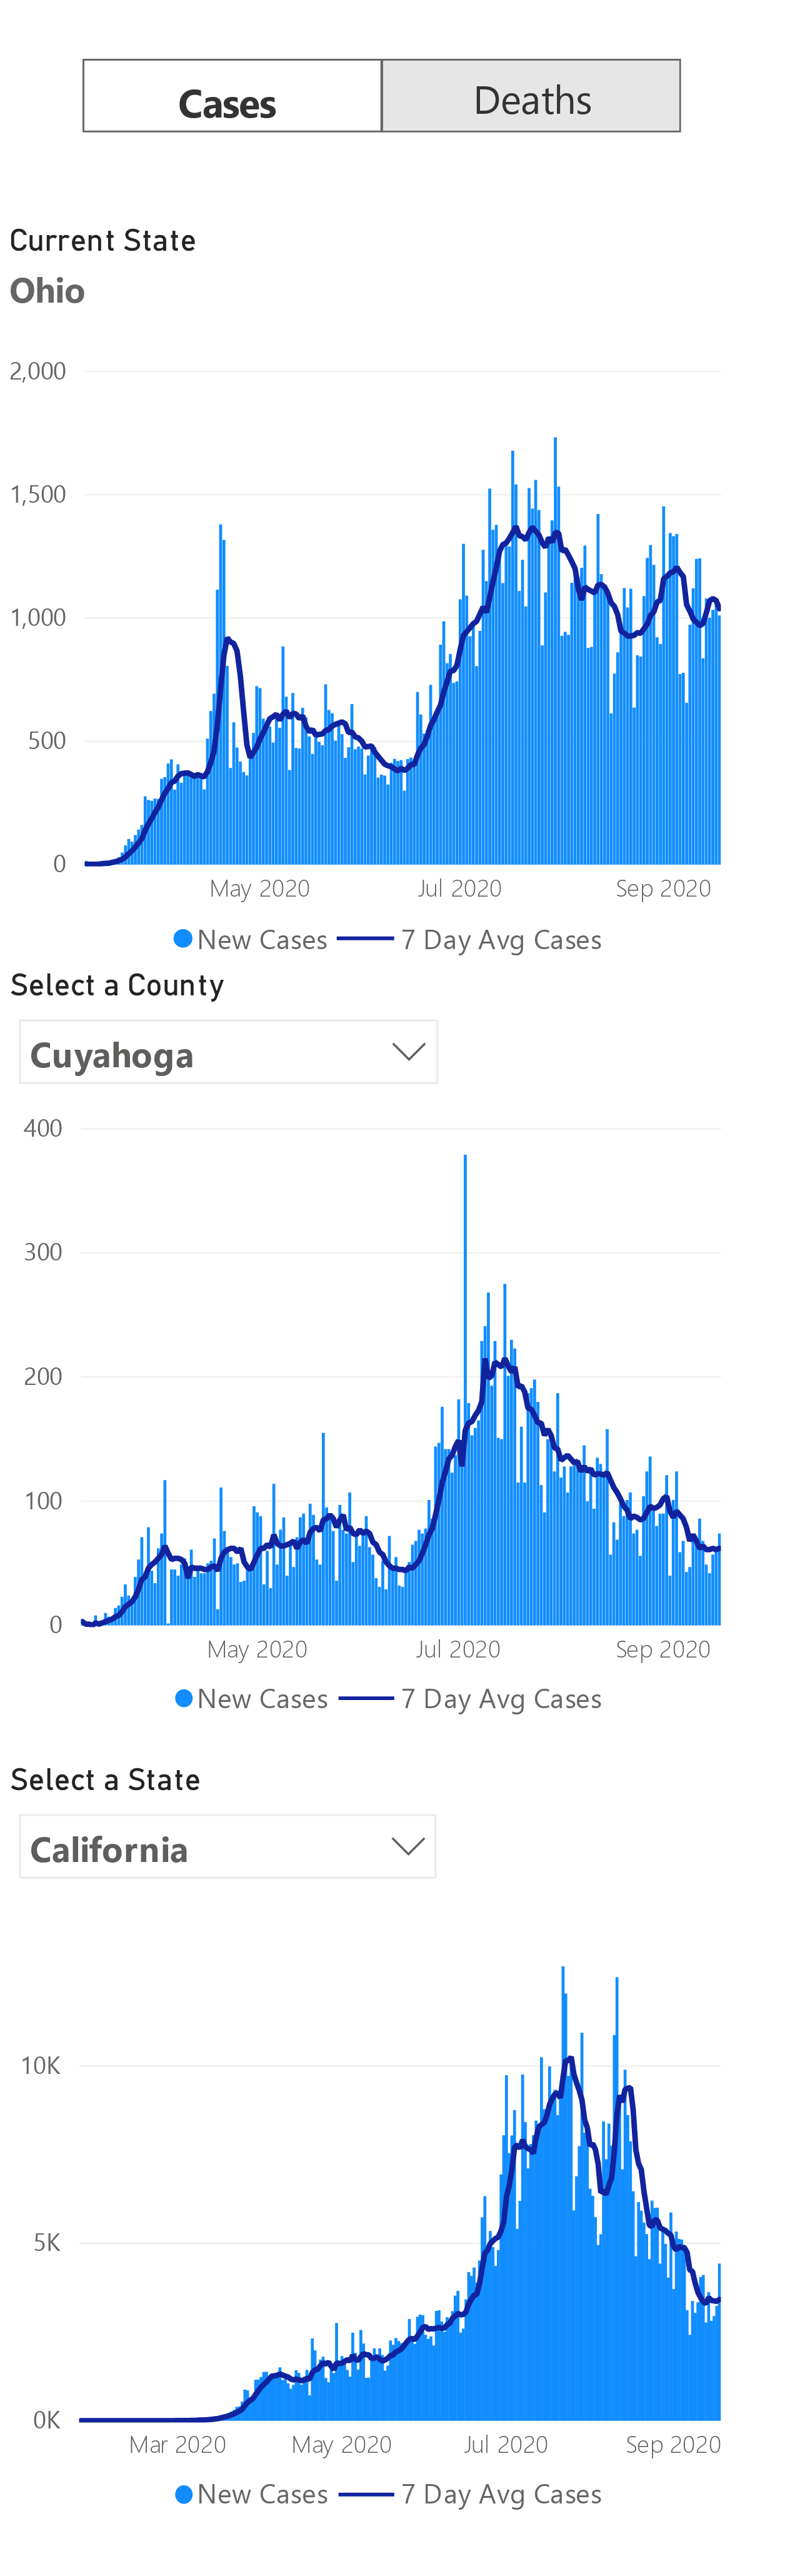 Cases Deaths
Current State
Ohio
2,000
1,500
1,000
500
0
May 2020 Jul 2020 Sep 2020
New Cases 7 Day Avg Cases
Select a County
Cuyahoga
400
300
200
100
0
May 2020 Jul 2020 Sep 2020
New Cases 7 Day Avg Cases
Select a State
California
10K
5K
0K
Mar 2020 May 2020 Jul 2020 Sep 2020
New Cases 7 Day Avg Cases